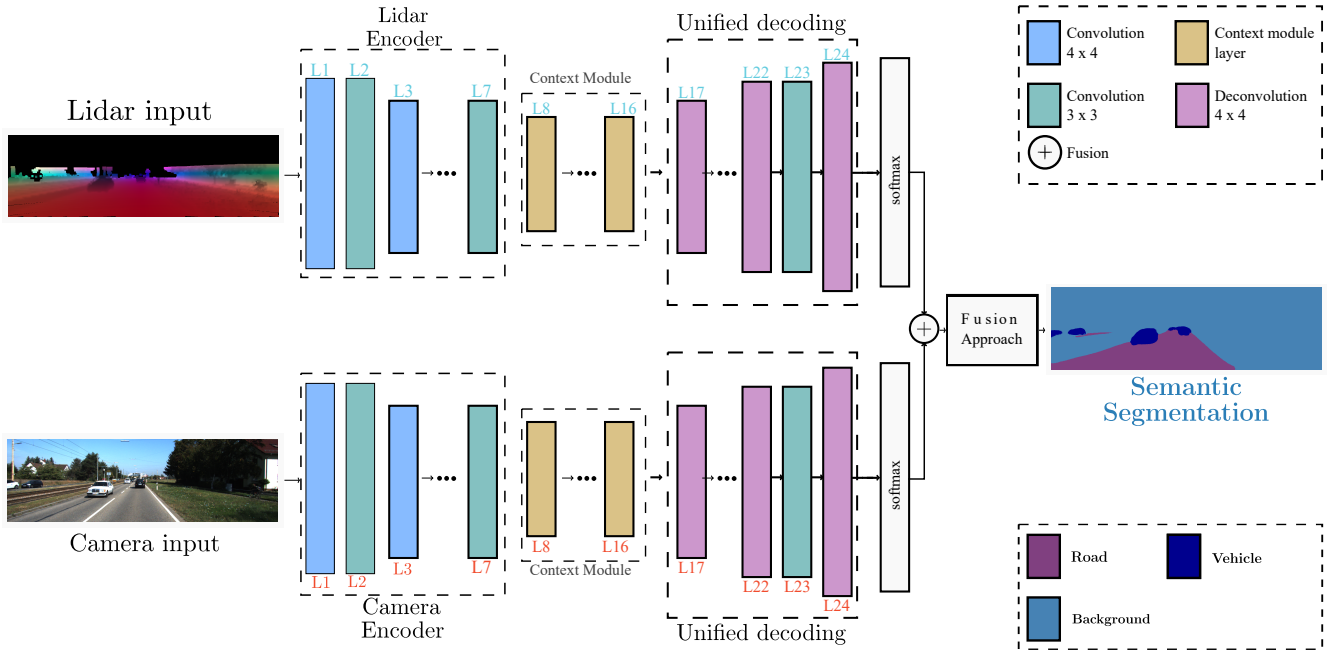 Lidar
Encoder
Unified decoding
Convolution
4 x 4
Context module
layer
Convolution
3 x 3
Deconvolution
4 x 4
+ Fusion
Lidar input
L1
L2
L3
L7
Context Module
L8
L16
L17
L22
L23
L24
softmax
+
Fusion
Approach
Semantic
Segmentation
Camera input
L1
L2
L3
L7
L8
L16
Context Module
L17
L22
L23
L24
softmax
Camera
Encoder
Unified decoding
Road
Vehicle
Background